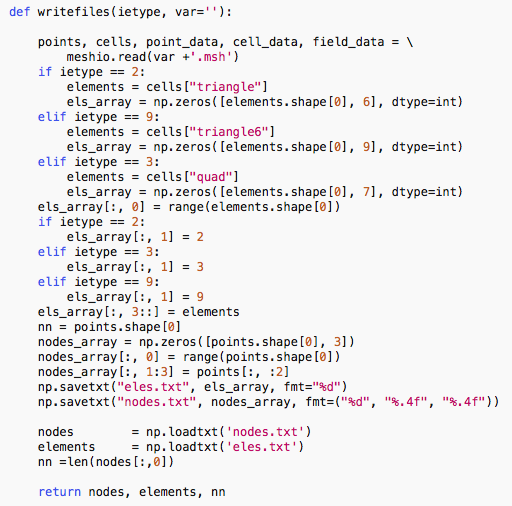 def writefiles(ietype, var=''):

    points, cells, point_data, cell_data, field_data = \
        meshio.read(var +'.msh')
    if ietype == 2:
        elements = cells["triangle"]
        els_array = np.zeros([elements.shape[0], 6], dtype=int)
    elif ietype == 9:
        elements = cells["triangle6"]
        els_array = np.zeros([elements.shape[0], 9], dtype=int)
    elif ietype == 3:
        elements = cells["quad"]
        els_array = np.zeros([elements.shape[0], 7], dtype=int)
    els_array[:, 0] = range(elements.shape[0])
    if ietype == 2:
        els_array[:, 1] = 2
    elif ietype == 3:
        els_array[:, 1] = 3
    elif ietype == 9:
        els_array[:, 1] = 9
    els_array[:, 3::] = elements
    nn = points.shape[0]
    nodes_array = np.zeros([points.shape[0], 3])
    nodes_array[:, 0] = range(points.shape[0])
    nodes_array[:, 1:3] = points[:, :2]
    np.savetxt("eles.txt", els_array, fmt="%d")
    np.savetxt("nodes.txt", nodes_array, fmt=("%d", "%.4f", "%.4f"))

    nodes        = np.loadtxt('nodes.txt')
    elements     = np.loadtxt('eles.txt')
    nn =len(nodes[:,0])

    return nodes, elements, nn